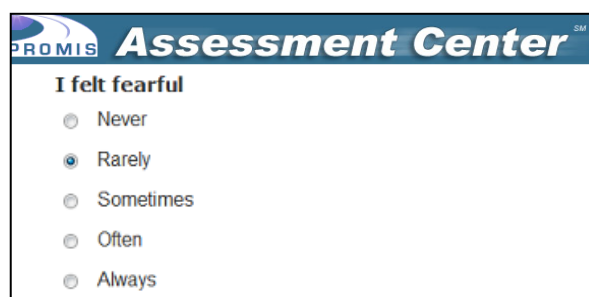 PROMIS Assessment Center SM
I felt fearful
Never
Rarely
Sometimes
Often
Always